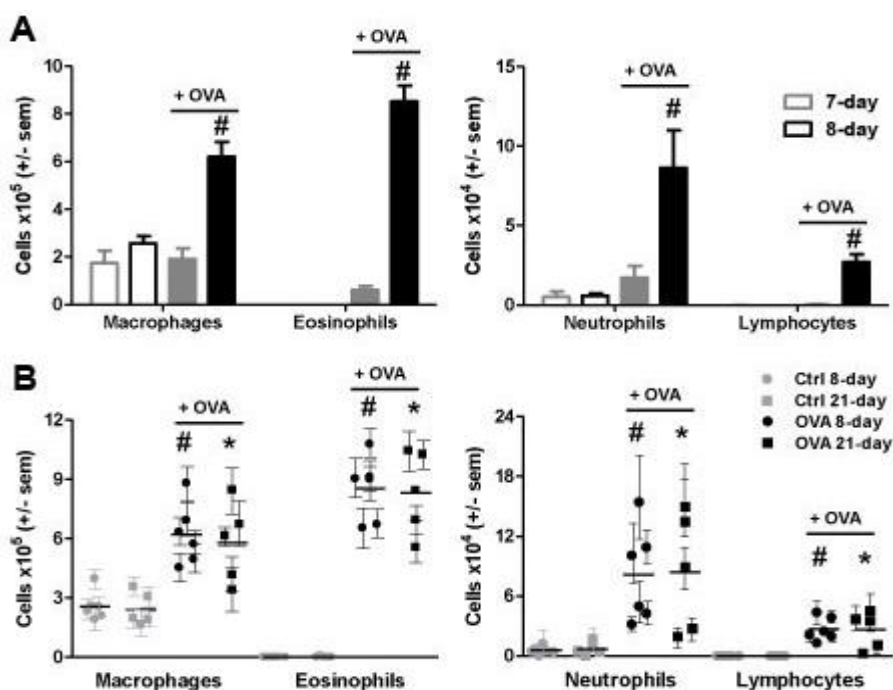 A
+ OVA
+ OVA
#
#
10
8
6
4
2
0
Cells x10⁵ (+/- sem)
Macrophages
Eosinophils
+ OVA
#
+ OVA
#
15
10
5
0
Cells x10⁴ (+/- sem)
Neutrophils
Lymphocytes
7-day
8-day
B
+ OVA
# *
+ OVA
# *
12
9
6
3
0
Cells x10⁵ (+/- sem)
Macrophages
Eosinophils
+ OVA
# *
+ OVA
# *
24
18
12
6
0
Cells x10⁴ (+/- sem)
Neutrophils
Lymphocytes
Ctrl 8-day
Ctrl 21-day
OVA 8-day
OVA 21-day